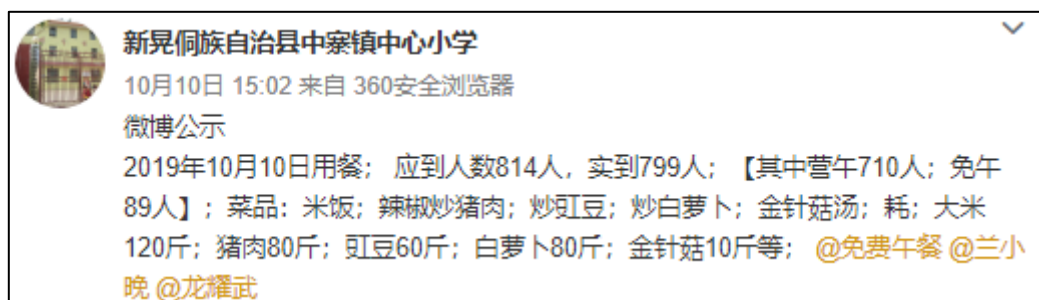 新晃侗族自治县中寨镇中心小学
10月10日 15:02 来自 360安全浏览器
微博公示
2019年10月10日用餐； 应到人数814人，实到799人； 【其中营午710人；免午
89人】；菜品：米饭；辣椒炒猪肉；炒豇豆；炒白萝卜；金针菇汤；耗；大米
120斤；猪肉80斤；豇豆60斤；白萝卜80斤；金针菇10斤等； @免费午餐 @兰小
晚 @龙耀武